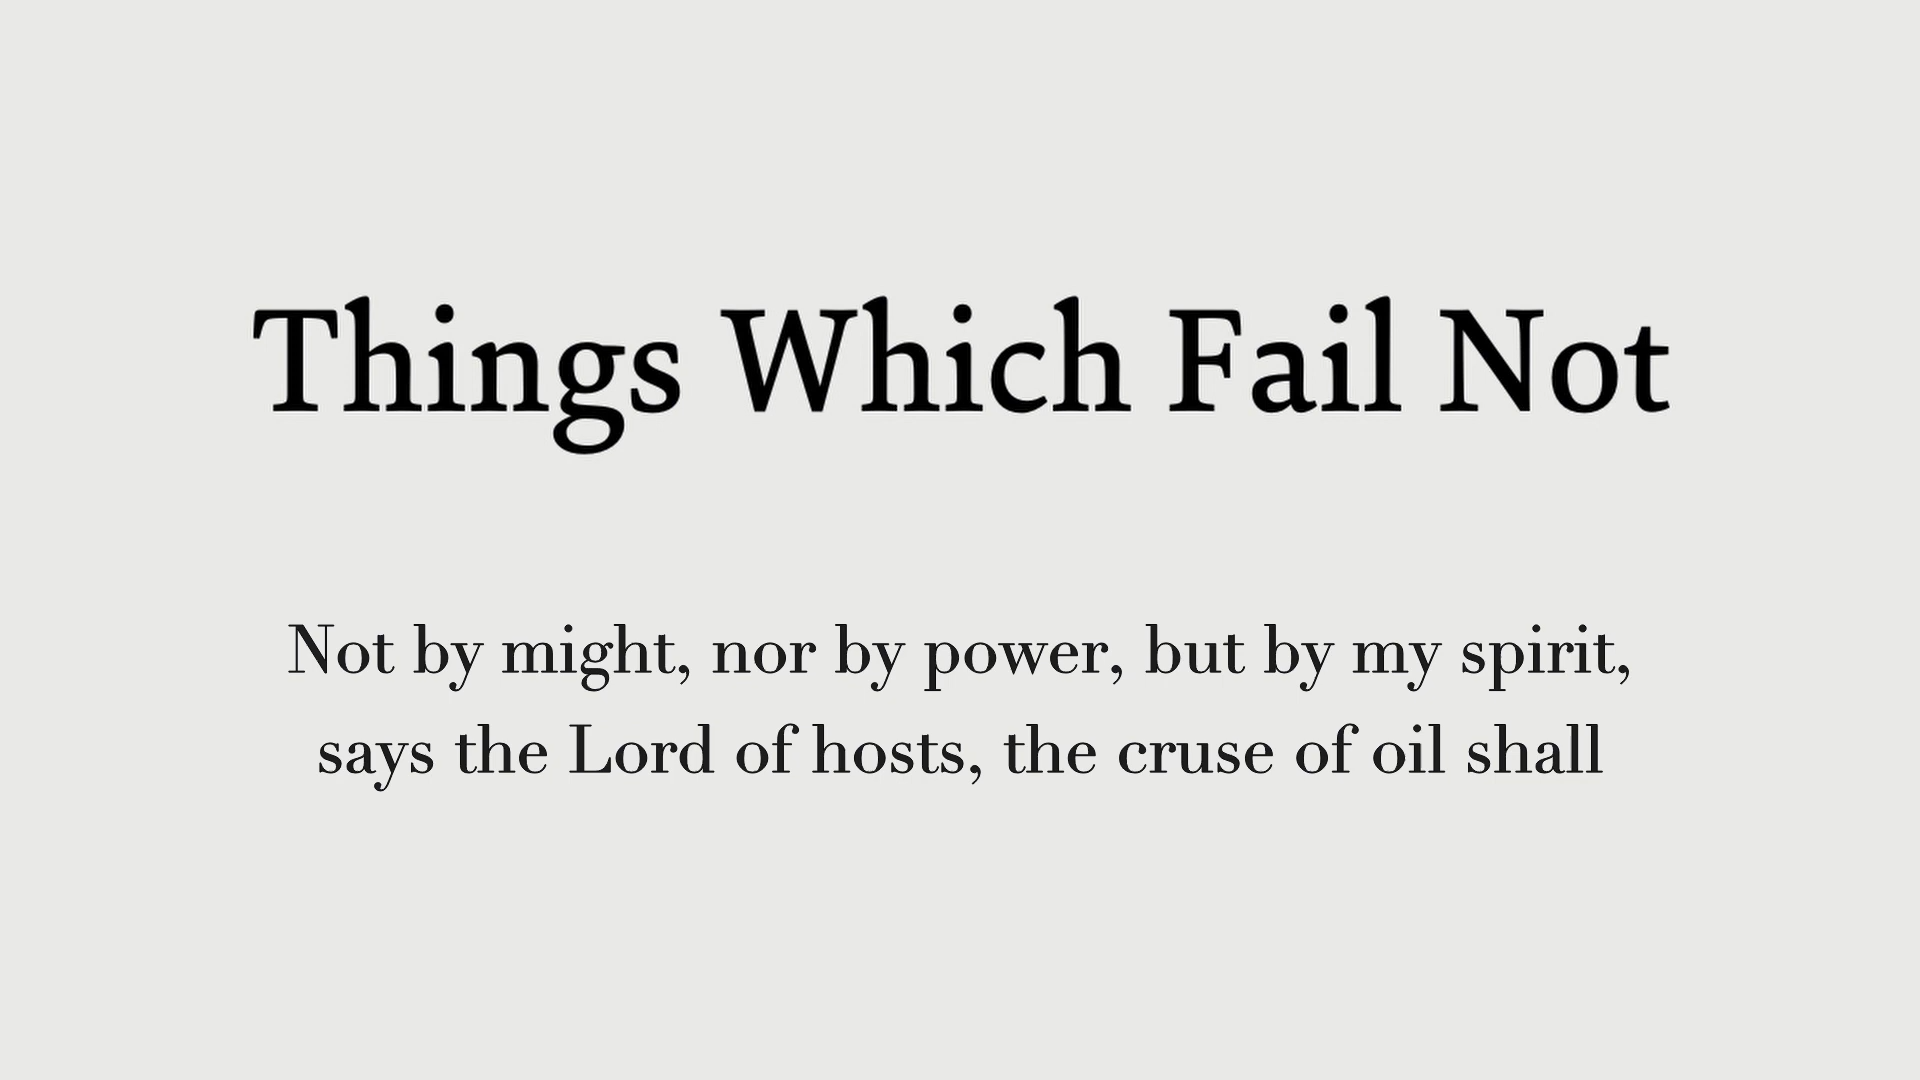 Things Which Fail Not
Not by might, nor by power, but by my spirit,
says the Lord of hosts, the cruse of oil shall